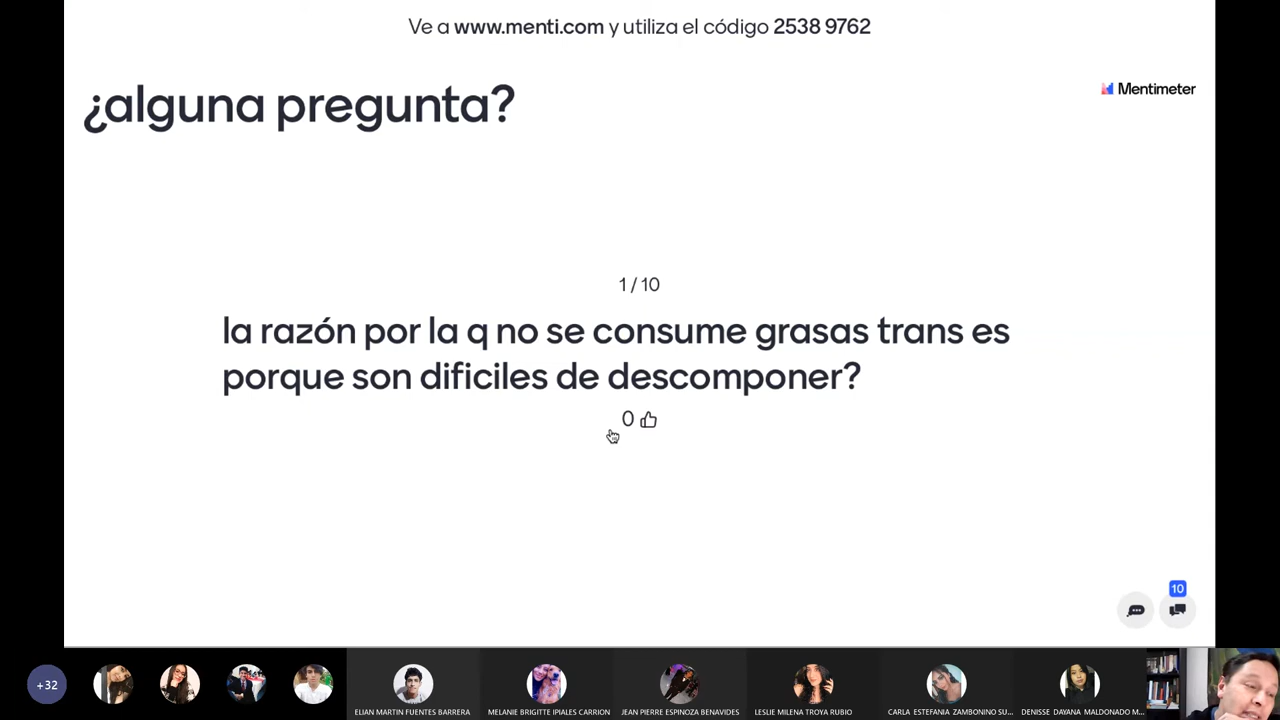 Ve a www.menti.com y utiliza el código 2538 9762
¿alguna pregunta?
Mentimeter
1 / 10
la razón por la q no se consume grasas trans es
porque son dificiles de descomponer?
0
10
+32
ELIAN MARTIN FUENTES BARRERA
MELANIE BRIGITTE IPIALES CARRION
JEAN PIERRE ESPINOZA BENAVIDES
LESLIE MILENA TROYA RUBIO
CARLA ESTEFANIA ZAMBONINO SU...
DENISSE DAYANA MALDONADO M...